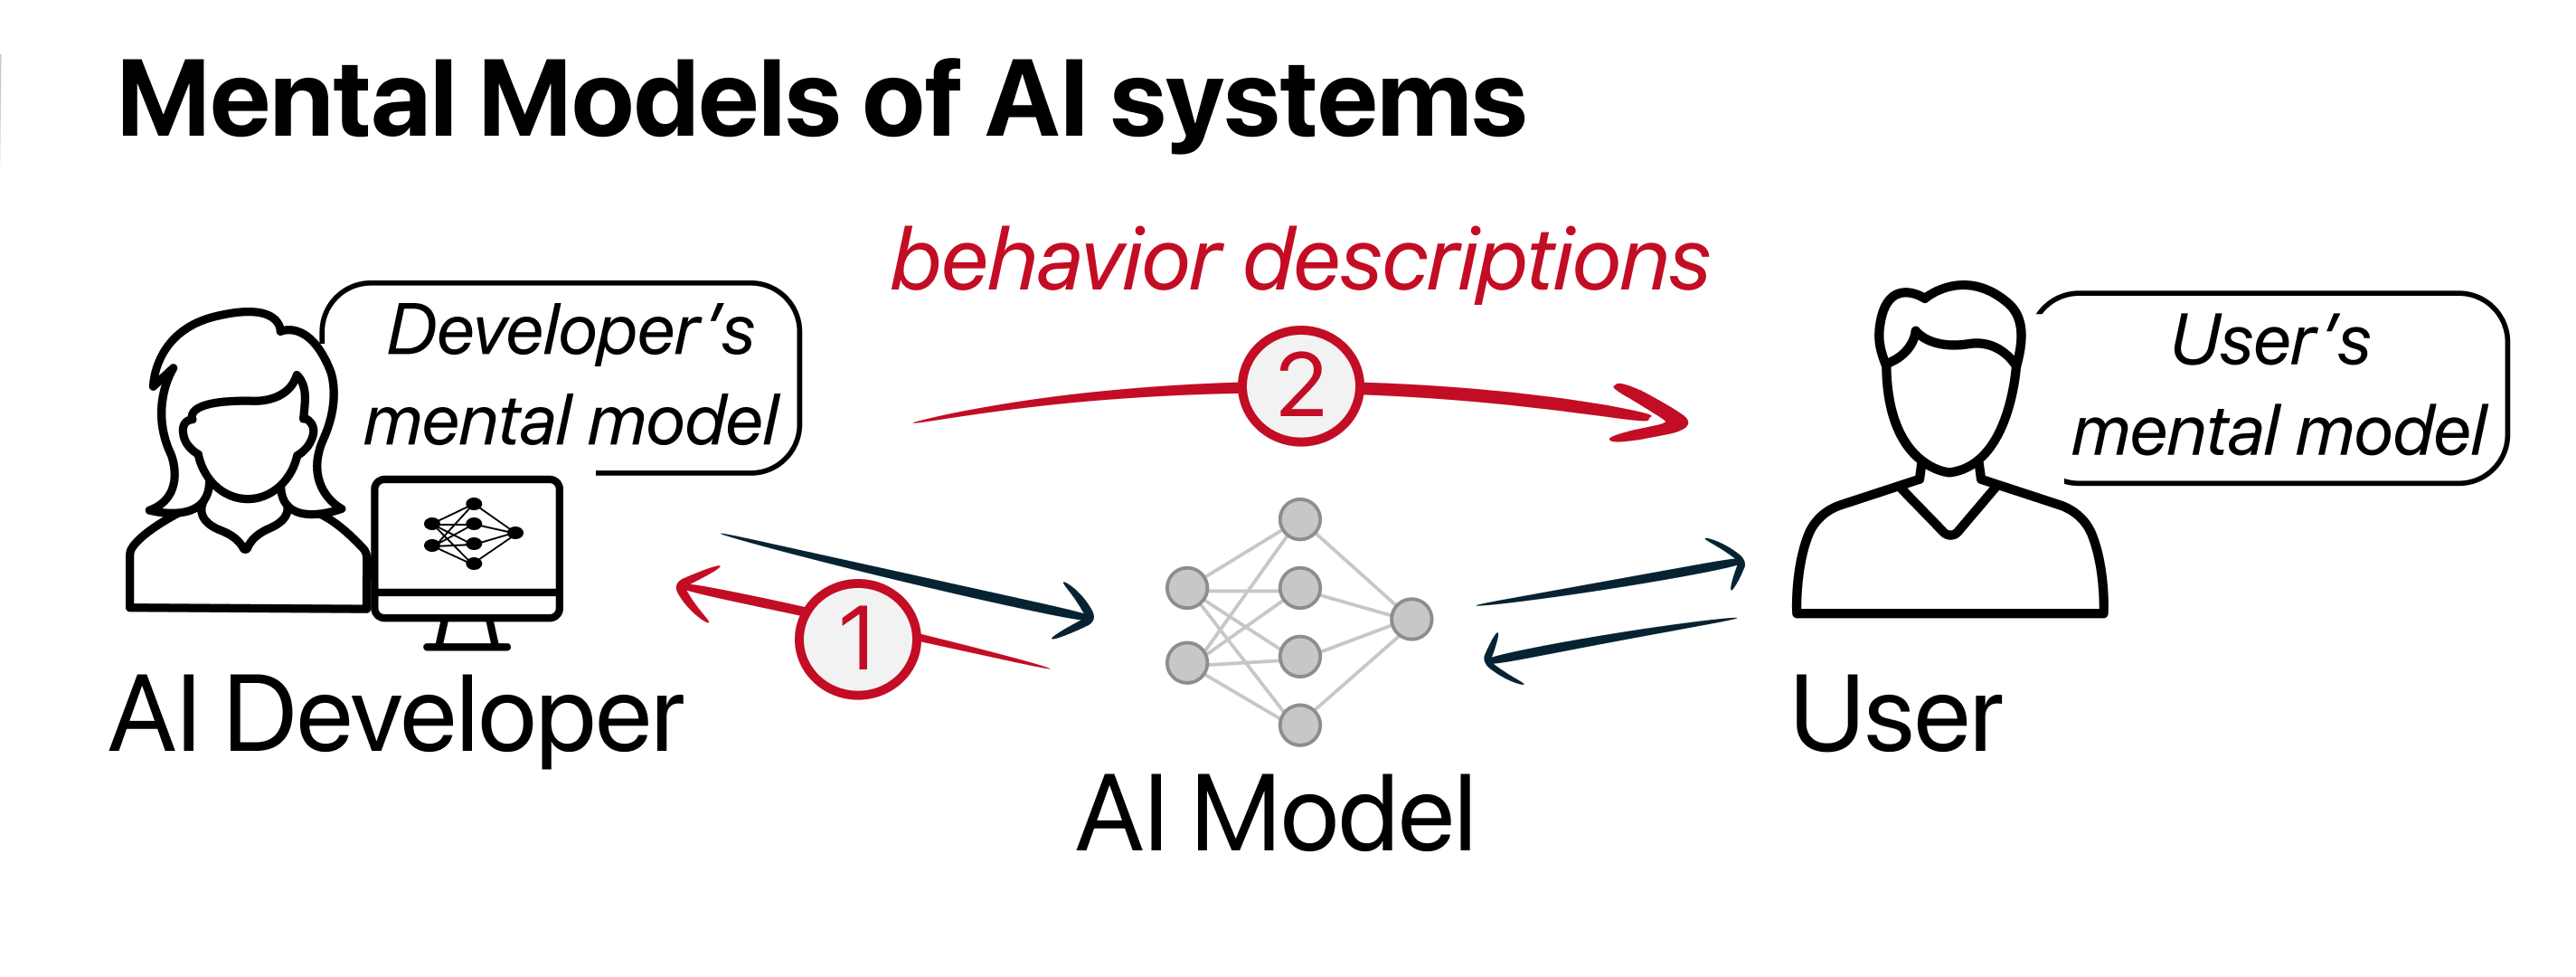 Mental Models of AI systems
behavior descriptions
Developer's
mental model
2
User's
mental model
1
AI Developer
User
AI Model